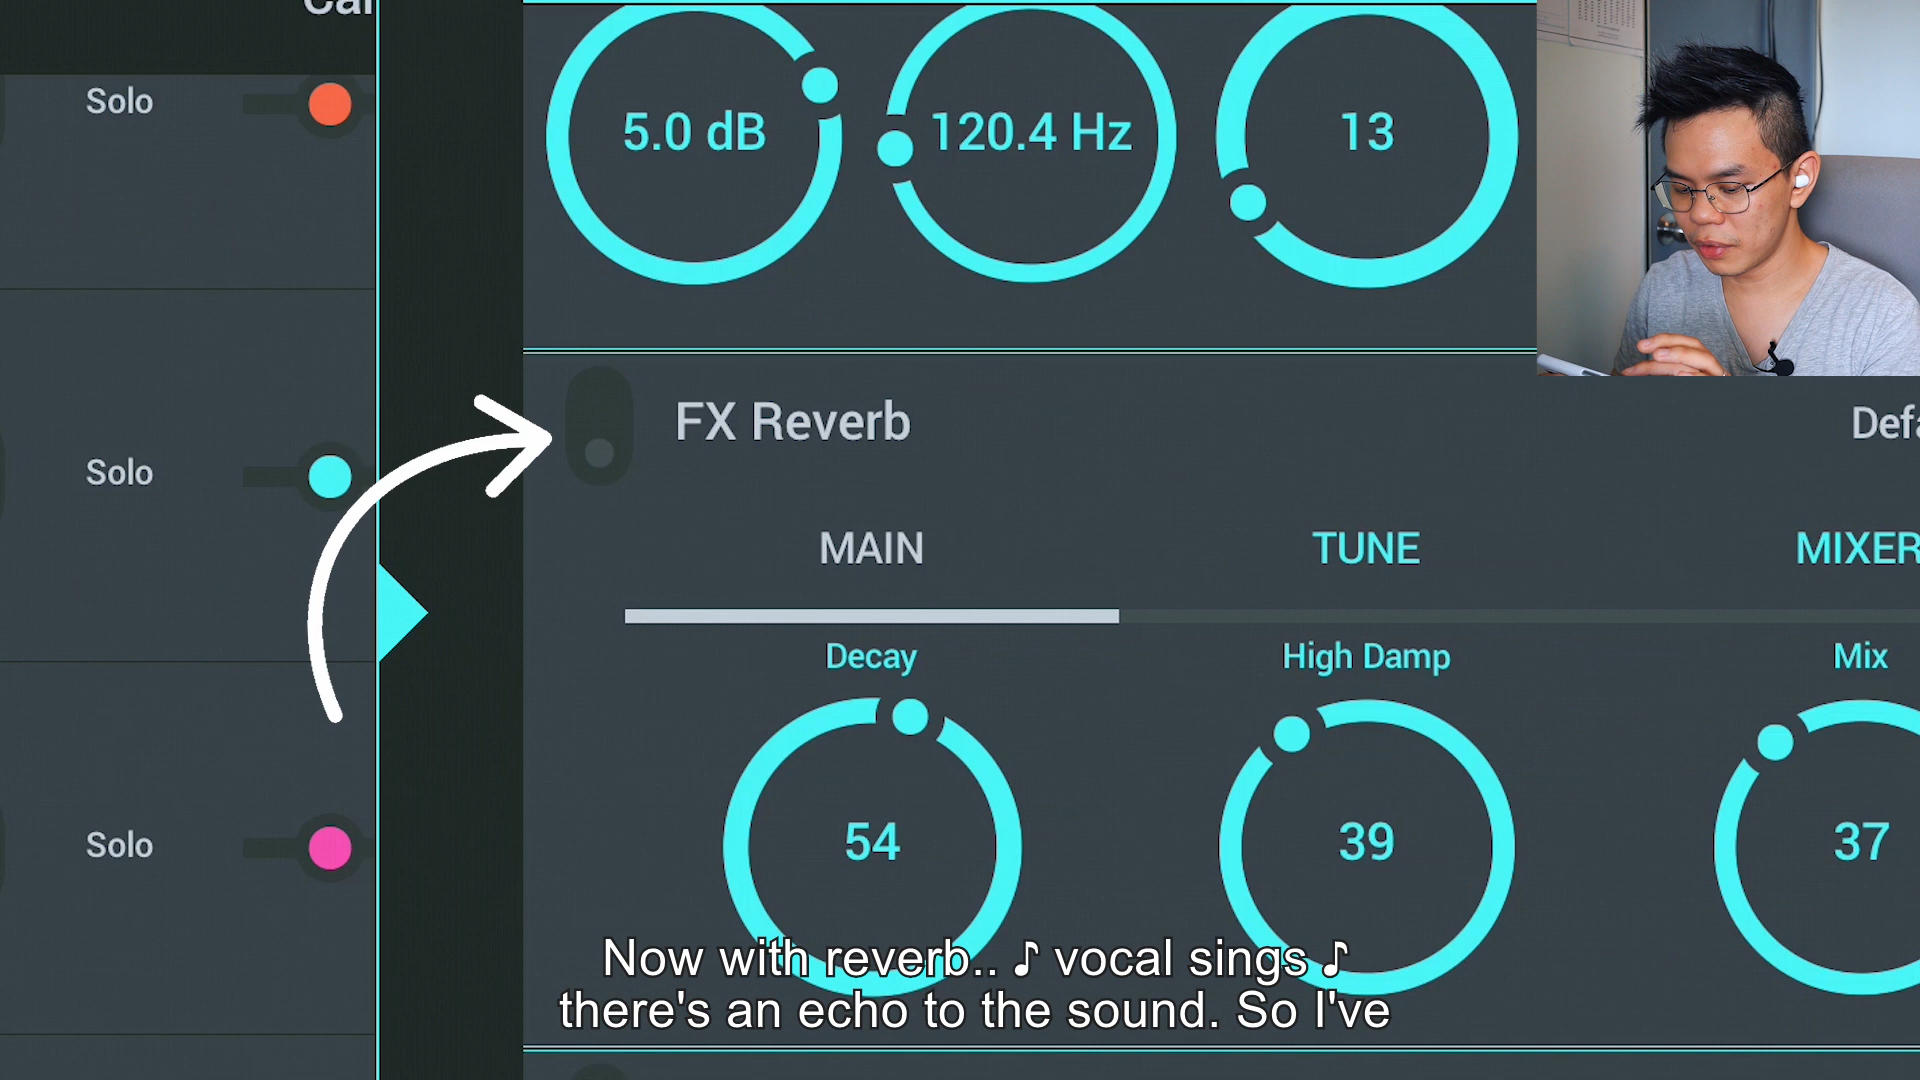 Solo
Solo
Solo
5.0 dB
120.4 Hz
13
FX Reverb
MAIN
TUNE
MIXER
Decay
High Damp
Mix
54
39
37
Now with reverb.. ♪ vocal sings ♪
there's an echo to the sound. So I've